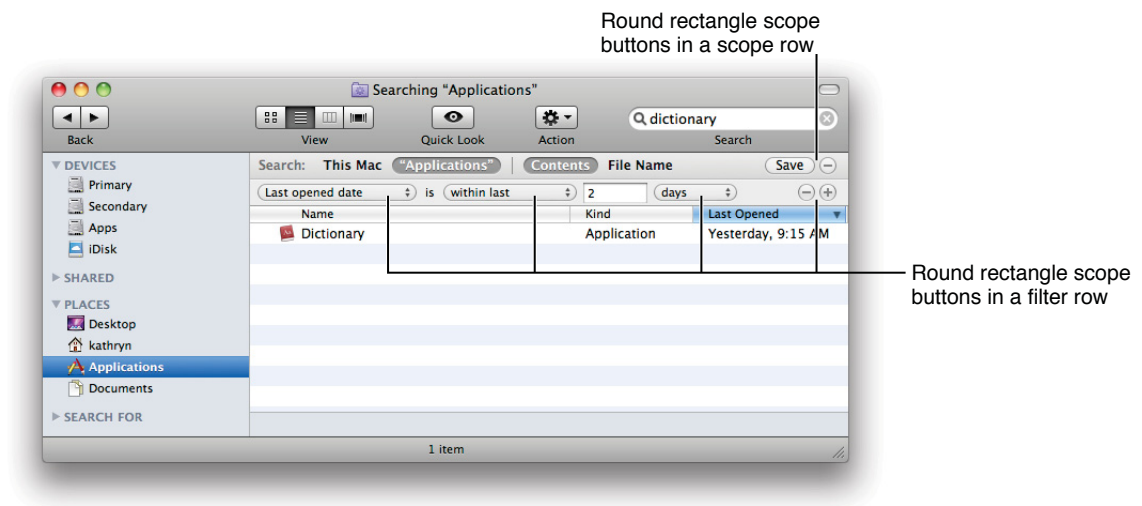 Round rectangle scope
buttons in a scope row
Searching "Applications"
dictionary
Back View Quick Look Action Search
DEVICES
Primary
Secondary
Apps
iDisk
SHARED
PLACES
Desktop
kathryn
Applications
Documents
SEARCH FOR
Search: This Mac "Applications" Contents File Name Save
Last opened date is within last 2 days
Name Kind Last Opened
Dictionary Application Yesterday, 9:15 AM
Round rectangle scope
buttons in a filter row
1 item